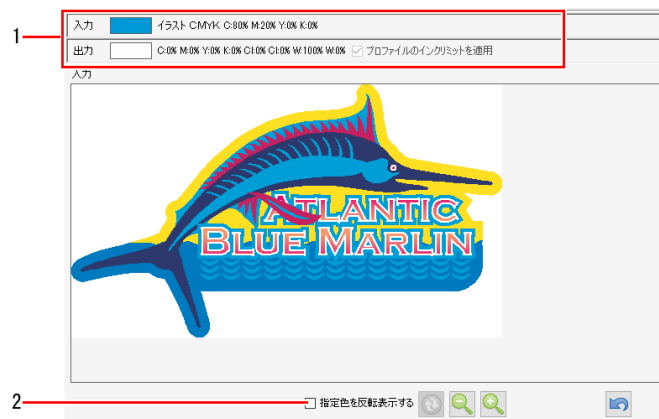 1
入力 イラスト CMYK C:80% M:20% Y:0% K:0%
出力 C:0% M:0% Y:0% K:0% Cl:0% Cl:0% W:100% W:0% プロファイルのインクリミットを適用
入力
ATLANTIC
BLUE MARLIN
2
指定色を反転表示する